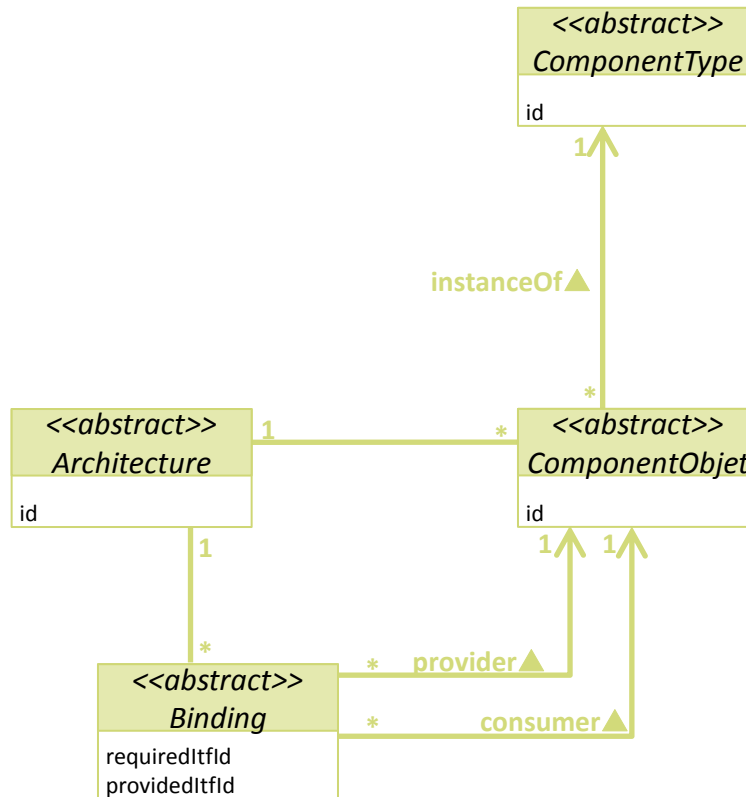 <<abstract>>
ComponentType
id
1
instanceOf▲
*
<<abstract>>
Architecture
id
1
*
<<abstract>>
ComponentObjet
id
1
1
1
*
<<abstract>>
Binding
requiredItfId
providedItfId
*
provider▲
*
consumer▲